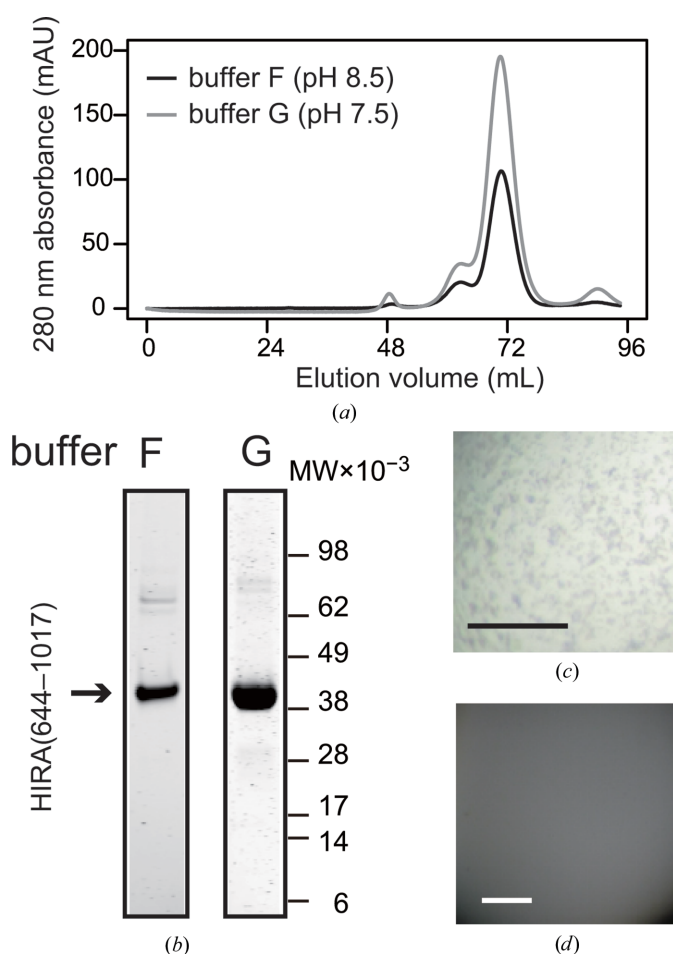 200
150
100
50
0
280 nm absorbance (mAU)
buffer F (pH 8.5)
buffer G (pH 7.5)
0 24 48 72 96
Elution volume (mL)
(a)
buffer F G
MW×10⁻³
98
62
49
38
28
17
14
6
HIRA(644–1017)
(b)
(c)
(d)